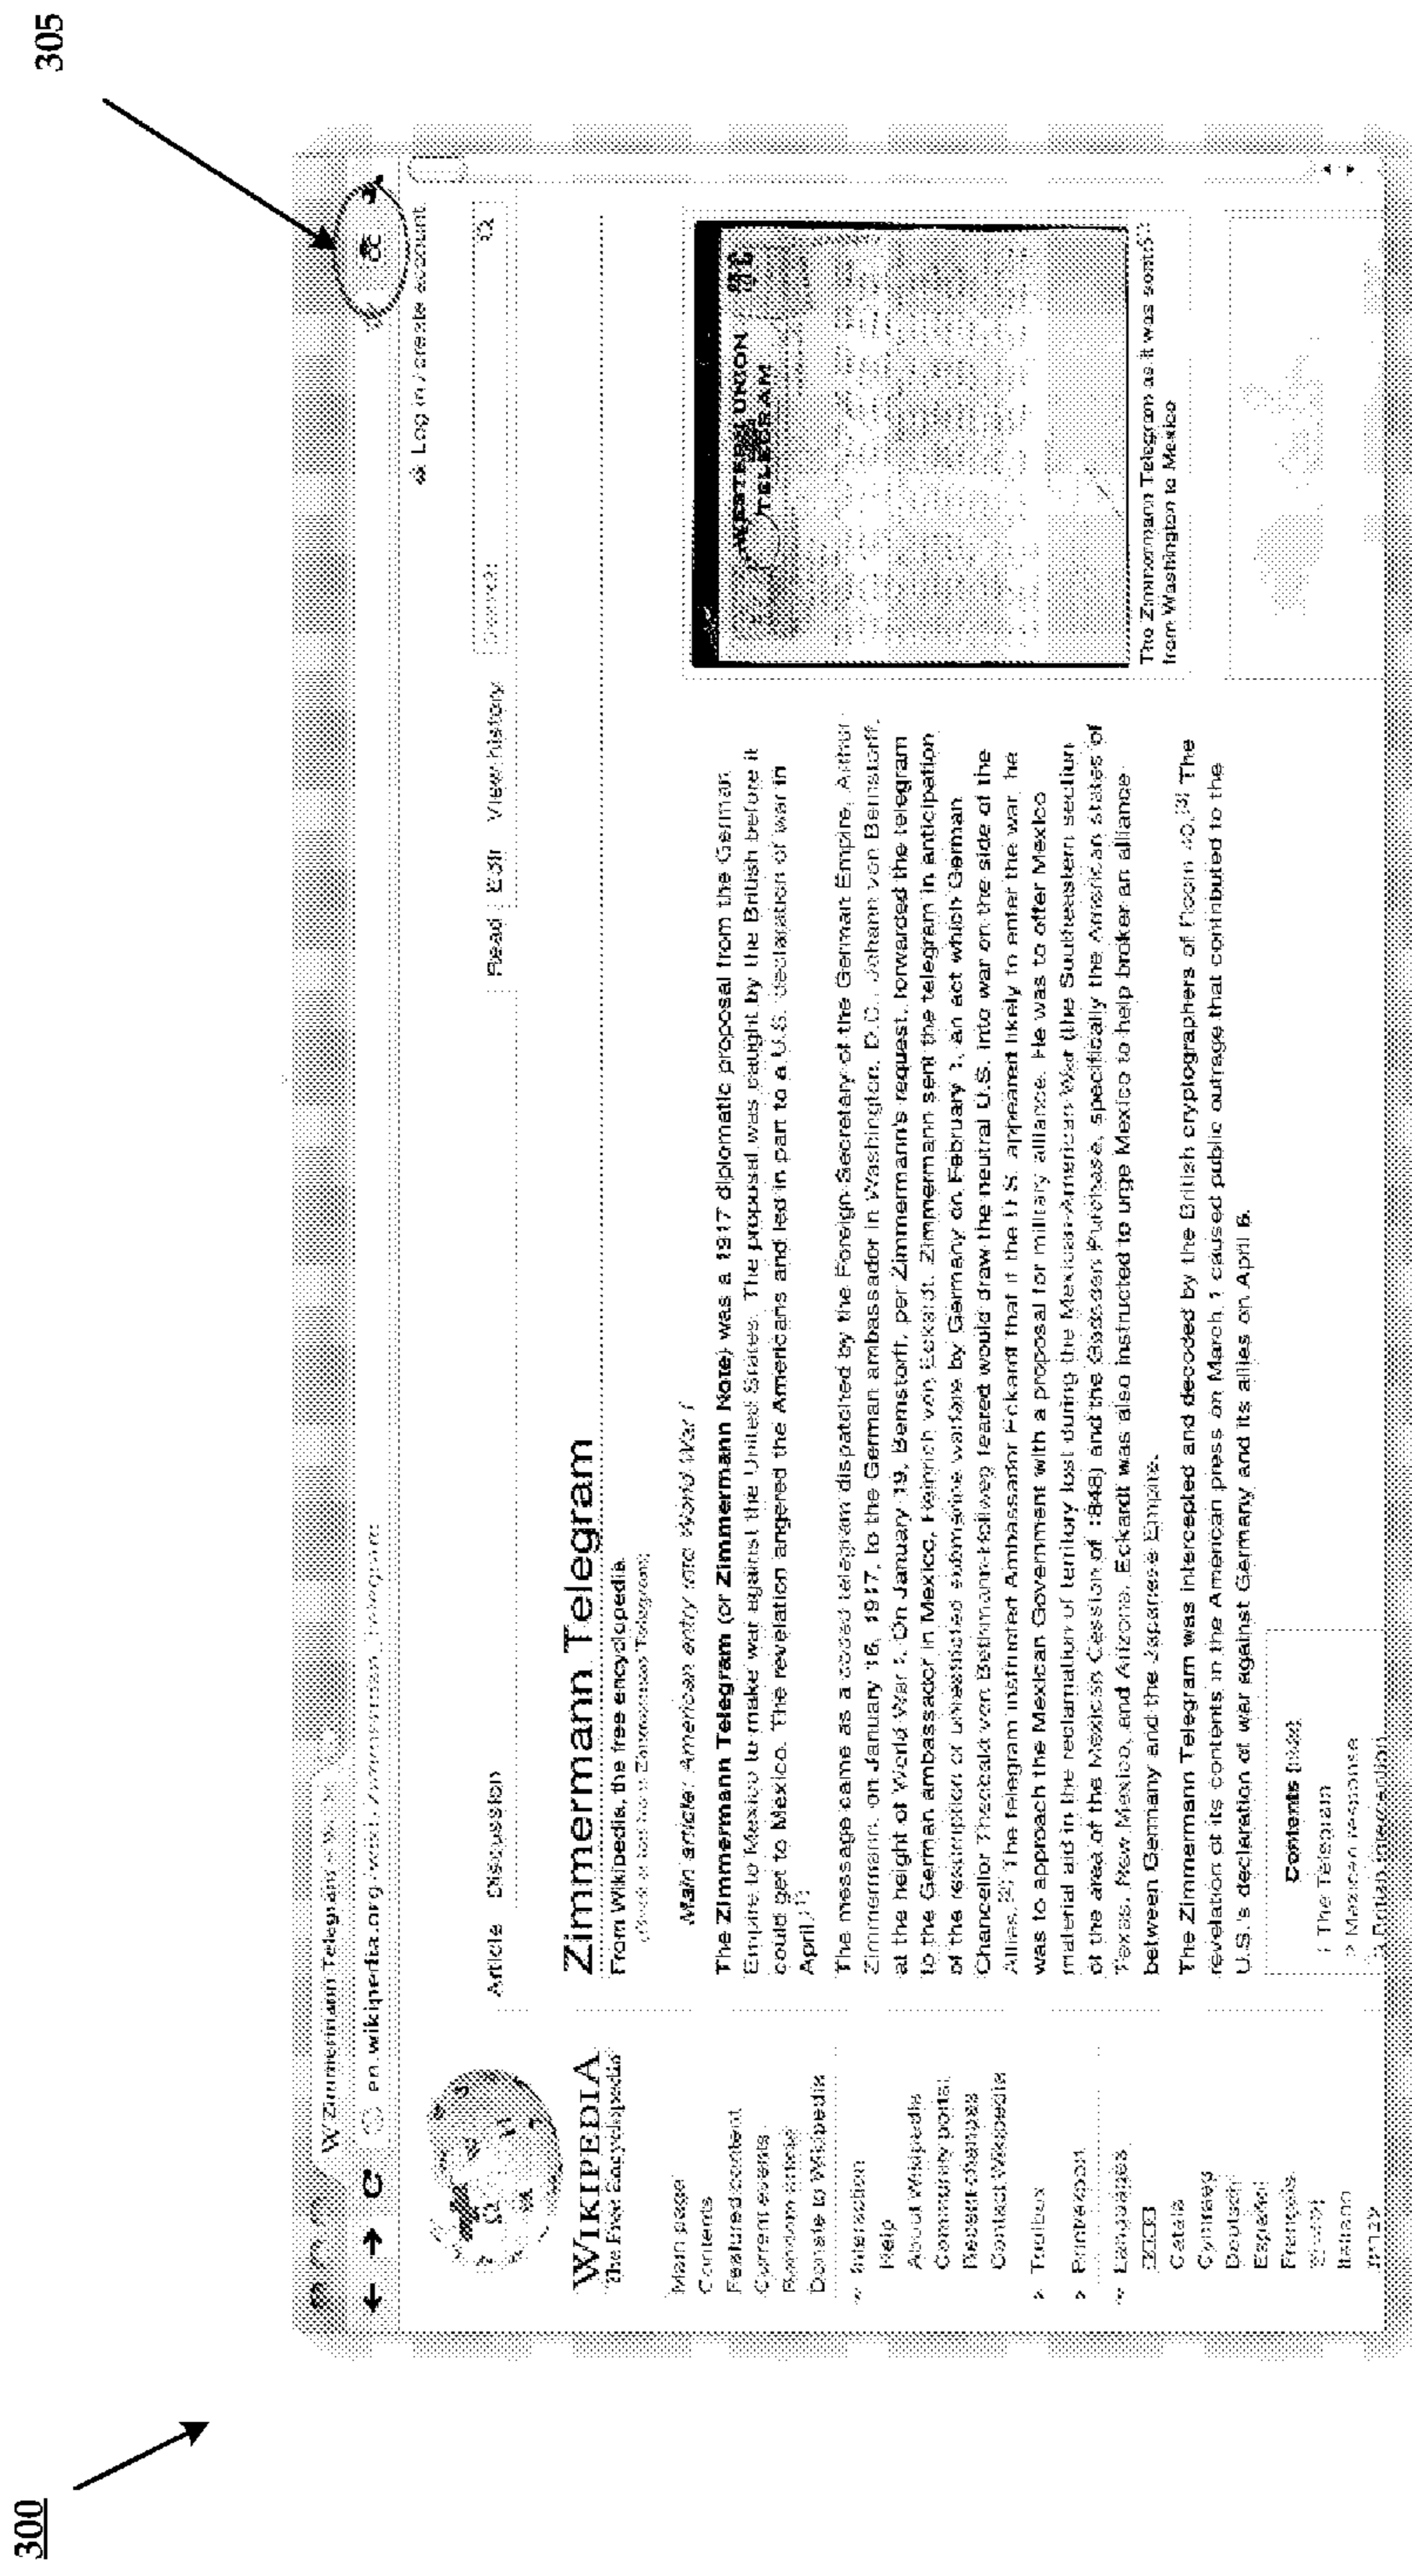 300
305
W Zimmermann Telegram
en.wikipedia.org
Log in / create account
Article Discussion
Read Edit View history
Search
WIKIPEDIA
The Free Encyclopedia
Main page
Contents
Featured content
Current events
Random article
Donate to Wikipedia
Interaction
Help
About Wikipedia
Community portal
Recent changes
Contact Wikipedia
Toolbox
Print/export
Languages
Català
Cymraeg
Deutsch
Español
Français
Italiano
Zimmermann Telegram
From Wikipedia, the free encyclopedia
Main article: American entry into World War I
The Zimmermann Telegram (or Zimmermann Note) was a 1917 diplomatic proposal from the German
Empire to Mexico to make war against the United States. The proposal was caught by the British before it
could get to Mexico. The revelation angered the Americans and led in part to a U.S. declaration of war in
April.[1]
The message came as a coded telegram dispatched by the Foreign Secretary of the German Empire, Arthur
Zimmermann, on January 16, 1917, to the German ambassador in Washington, D.C., Johann von Bernstorff,
at the height of World War I. On January 19, Bernstorff, per Zimmermann's request, forwarded the telegram
to the German ambassador in Mexico, Heinrich von Eckardt. Zimmermann sent the telegram in anticipation
of the resumption of unrestricted submarine warfare by Germany on February 1, an act which German
Chancellor Theobald von Bethmann-Hollweg feared would draw the neutral U.S. into war on the side of the
Allies.[2] The telegram instructed Ambassador Eckardt that if the U.S. appeared likely to enter the war, he
was to approach the Mexican Government with a proposal for military alliance. He was to offer Mexico
material aid in the reclamation of territory lost during the Mexican-American War (the Southeastern section
of the area of the Mexican Cession of 1848) and the Gadsden Purchase, specifically the American states of
Texas, New Mexico, and Arizona. Eckardt was also instructed to urge Mexico to help broker an alliance
between Germany and the Japanese Empire.
The Zimmermann Telegram was intercepted and decoded by the British cryptographers of Room 40.[3] The
revelation of its contents in the American press on March 1 caused public outrage that contributed to the
U.S.'s declaration of war against Germany and its allies on April 6.
Contents [hide]
1 The Telegram
2 Mexican response
3 British interception
WESTERN UNION
TELEGRAM
The Zimmermann Telegram as it was sent
from Washington to Mexico